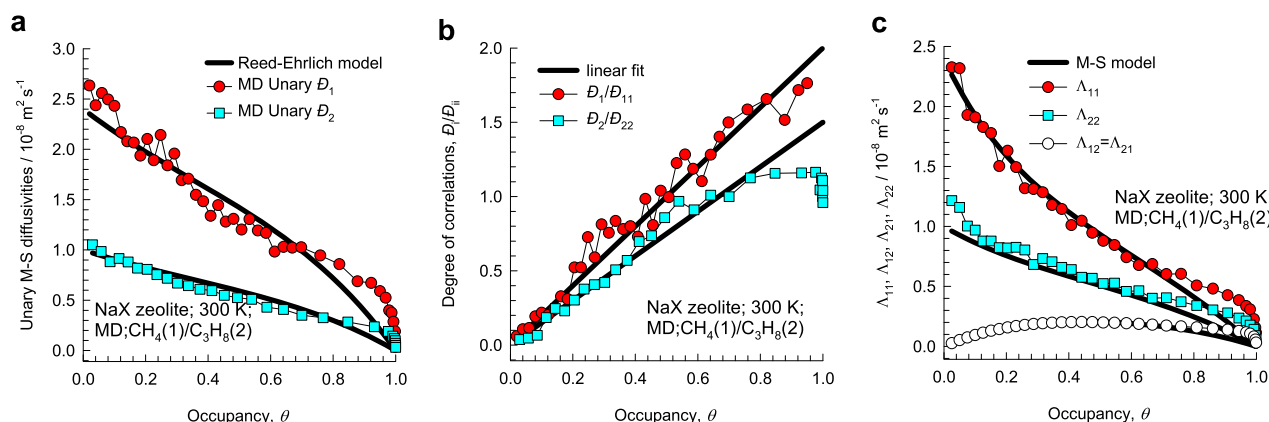 a
Unary M-S diffusivities / 10⁻⁸ m² s⁻¹
3.0
2.5
2.0
1.5
1.0
0.5
0.0
Reed-Ehrlich model
MD Unary Đ₁
MD Unary Đ₂
NaX zeolite; 300 K;
MD;CH₄(1)/C₃H₈(2)
0.0 0.2 0.4 0.6 0.8 1.0
Occupancy, θ
b
Degree of correlations, Đᵢ/Đᵢᵢ
2.0
1.5
1.0
0.5
0.0
linear fit
Đ₁/Đ₁₁
Đ₂/Đ₂₂
NaX zeolite; 300 K;
MD;CH₄(1)/C₃H₈(2)
0.0 0.2 0.4 0.6 0.8 1.0
Occupancy, θ
c
Λ₁₁, Λ₁₂, Λ₂₁, Λ₂₂ / 10⁻⁸ m² s⁻¹
2.5
2.0
1.5
1.0
0.5
0.0
M-S model
Λ₁₁
Λ₂₂
Λ₁₂=Λ₂₁
NaX zeolite; 300 K
MD;CH₄(1)/C₃H₈(2)
0.0 0.2 0.4 0.6 0.8 1.0
Occupancy, θ